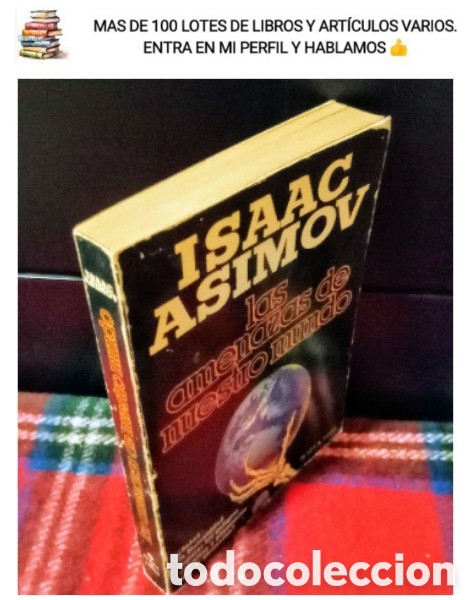 MAS DE 100 LOTES DE LIBROS Y ARTÍCULOS VARIOS.
ENTRA EN MI PERFIL Y HABLAMOS 👍
ISAAC
ASIMOV
las
amenazas de
nuestro mundo
todocoleccion